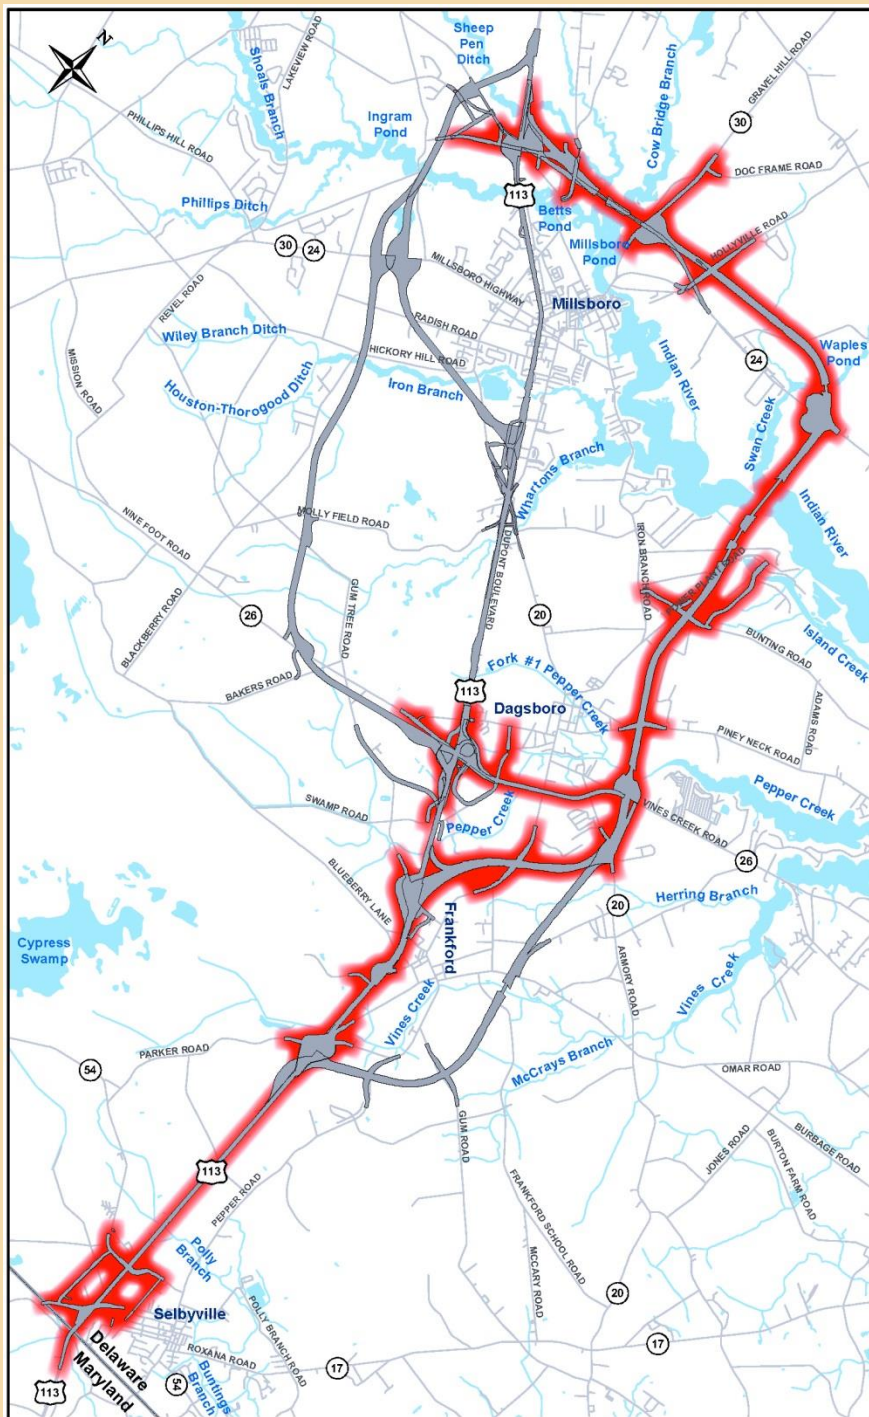 N
Sheep
Pen
Ditch
Shoals Branch
LAKEVIEW ROAD
GRAVEL HILL ROAD
Cow Bridge Branch
Ingram
Pond
30
PHILLIPS HILL ROAD
DOC FRAME ROAD
113
Phillips Ditch
Betts
Pond
30
24
Millsboro
Pond
HOLLYVILLE ROAD
MILLSBORO HIGHWAY
REVEL ROAD
Millsboro
RADISH ROAD
Wiley Branch Ditch
HICKORY HILL ROAD
Waples
Pond
24
MISSION ROAD
Houston-Thorogood Ditch
Iron Branch
Indian River
Swan Creek
Whartons Branch
NINE FOOT ROAD
MOLLY FIELD ROAD
Indian River
DUPONT BOULEVARD
IRON BRANCH ROAD
POWER PLANT ROAD
GUM TREE ROAD
BLACKBERRY ROAD
26
20
Island Creek
BUNTING ROAD
BAKERS ROAD
Fork #1 Pepper Creek
113
Dagsboro
ADAMS ROAD
PINEY NECK ROAD
Pepper Creek
SWAMP ROAD
Pepper Creek
VINES CREEK ROAD
26
BLUEBERRY LANE
Herring Branch
20
Frankford
Cypress
Swamp
ARMORY ROAD
Vines Creek
Vines Creek
PARKER ROAD
54
McCrays Branch
OMAR ROAD
GUM ROAD
JONES ROAD
BURBAGE ROAD
BURTON FARM ROAD
113
PEPPER ROAD
FRANKFORD SCHOOL ROAD
MCCARY ROAD
Polly
Branch
20
Selbyville
POLLY BRANCH ROAD
17
ROXANA ROAD
17
Delaware
Maryland
54
Buntings
Branch
113